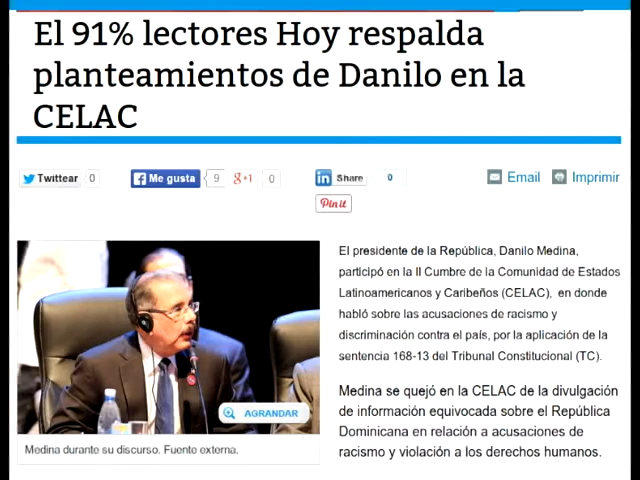 El 91% lectores Hoy respalda
planteamientos de Danilo en la
CELAC
Twittear 0 Me gusta 9 g+1 0 in Share 0 Email Imprimir
Pin it
El presidente de la República, Danilo Medina,
participó en la II Cumbre de la Comunidad de Estados
Latinoamericanos y Caribeños (CELAC), en donde
habló sobre las acusaciones de racismo y
discriminación contra el país, por la aplicación de la
sentencia 168-13 del Tribunal Constitucional (TC).
Medina se quejó en la CELAC de la divulgación
de información equivocada sobre el República
Dominicana en relación a acusaciones de
racismo y violación a los derechos humanos.
AGRANDAR
Medina durante su discurso. Fuente externa.